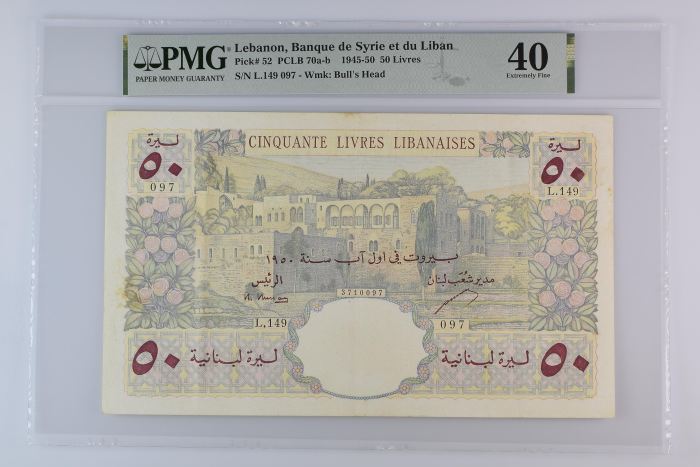 PMG
PAPER MONEY GUARANTY
Lebanon, Banque de Syrie et du Liban
Pick# 52 PCLB 70a-b 1945-50 50 Livres
S/N L.149 097 - Wmk: Bull's Head
40
Extremely Fine
ليرة
٥٠
097
CINQUANTE LIVRES LIBANAISES
ليرة
٥٠
L.149
بيروت في اول آب سنة ١٩٥٠
الرئيس
مدير شعب لبنان
3710097
L.149
097
٥٠
ليرة لبنانية
ليرة لبنانية
٥٠